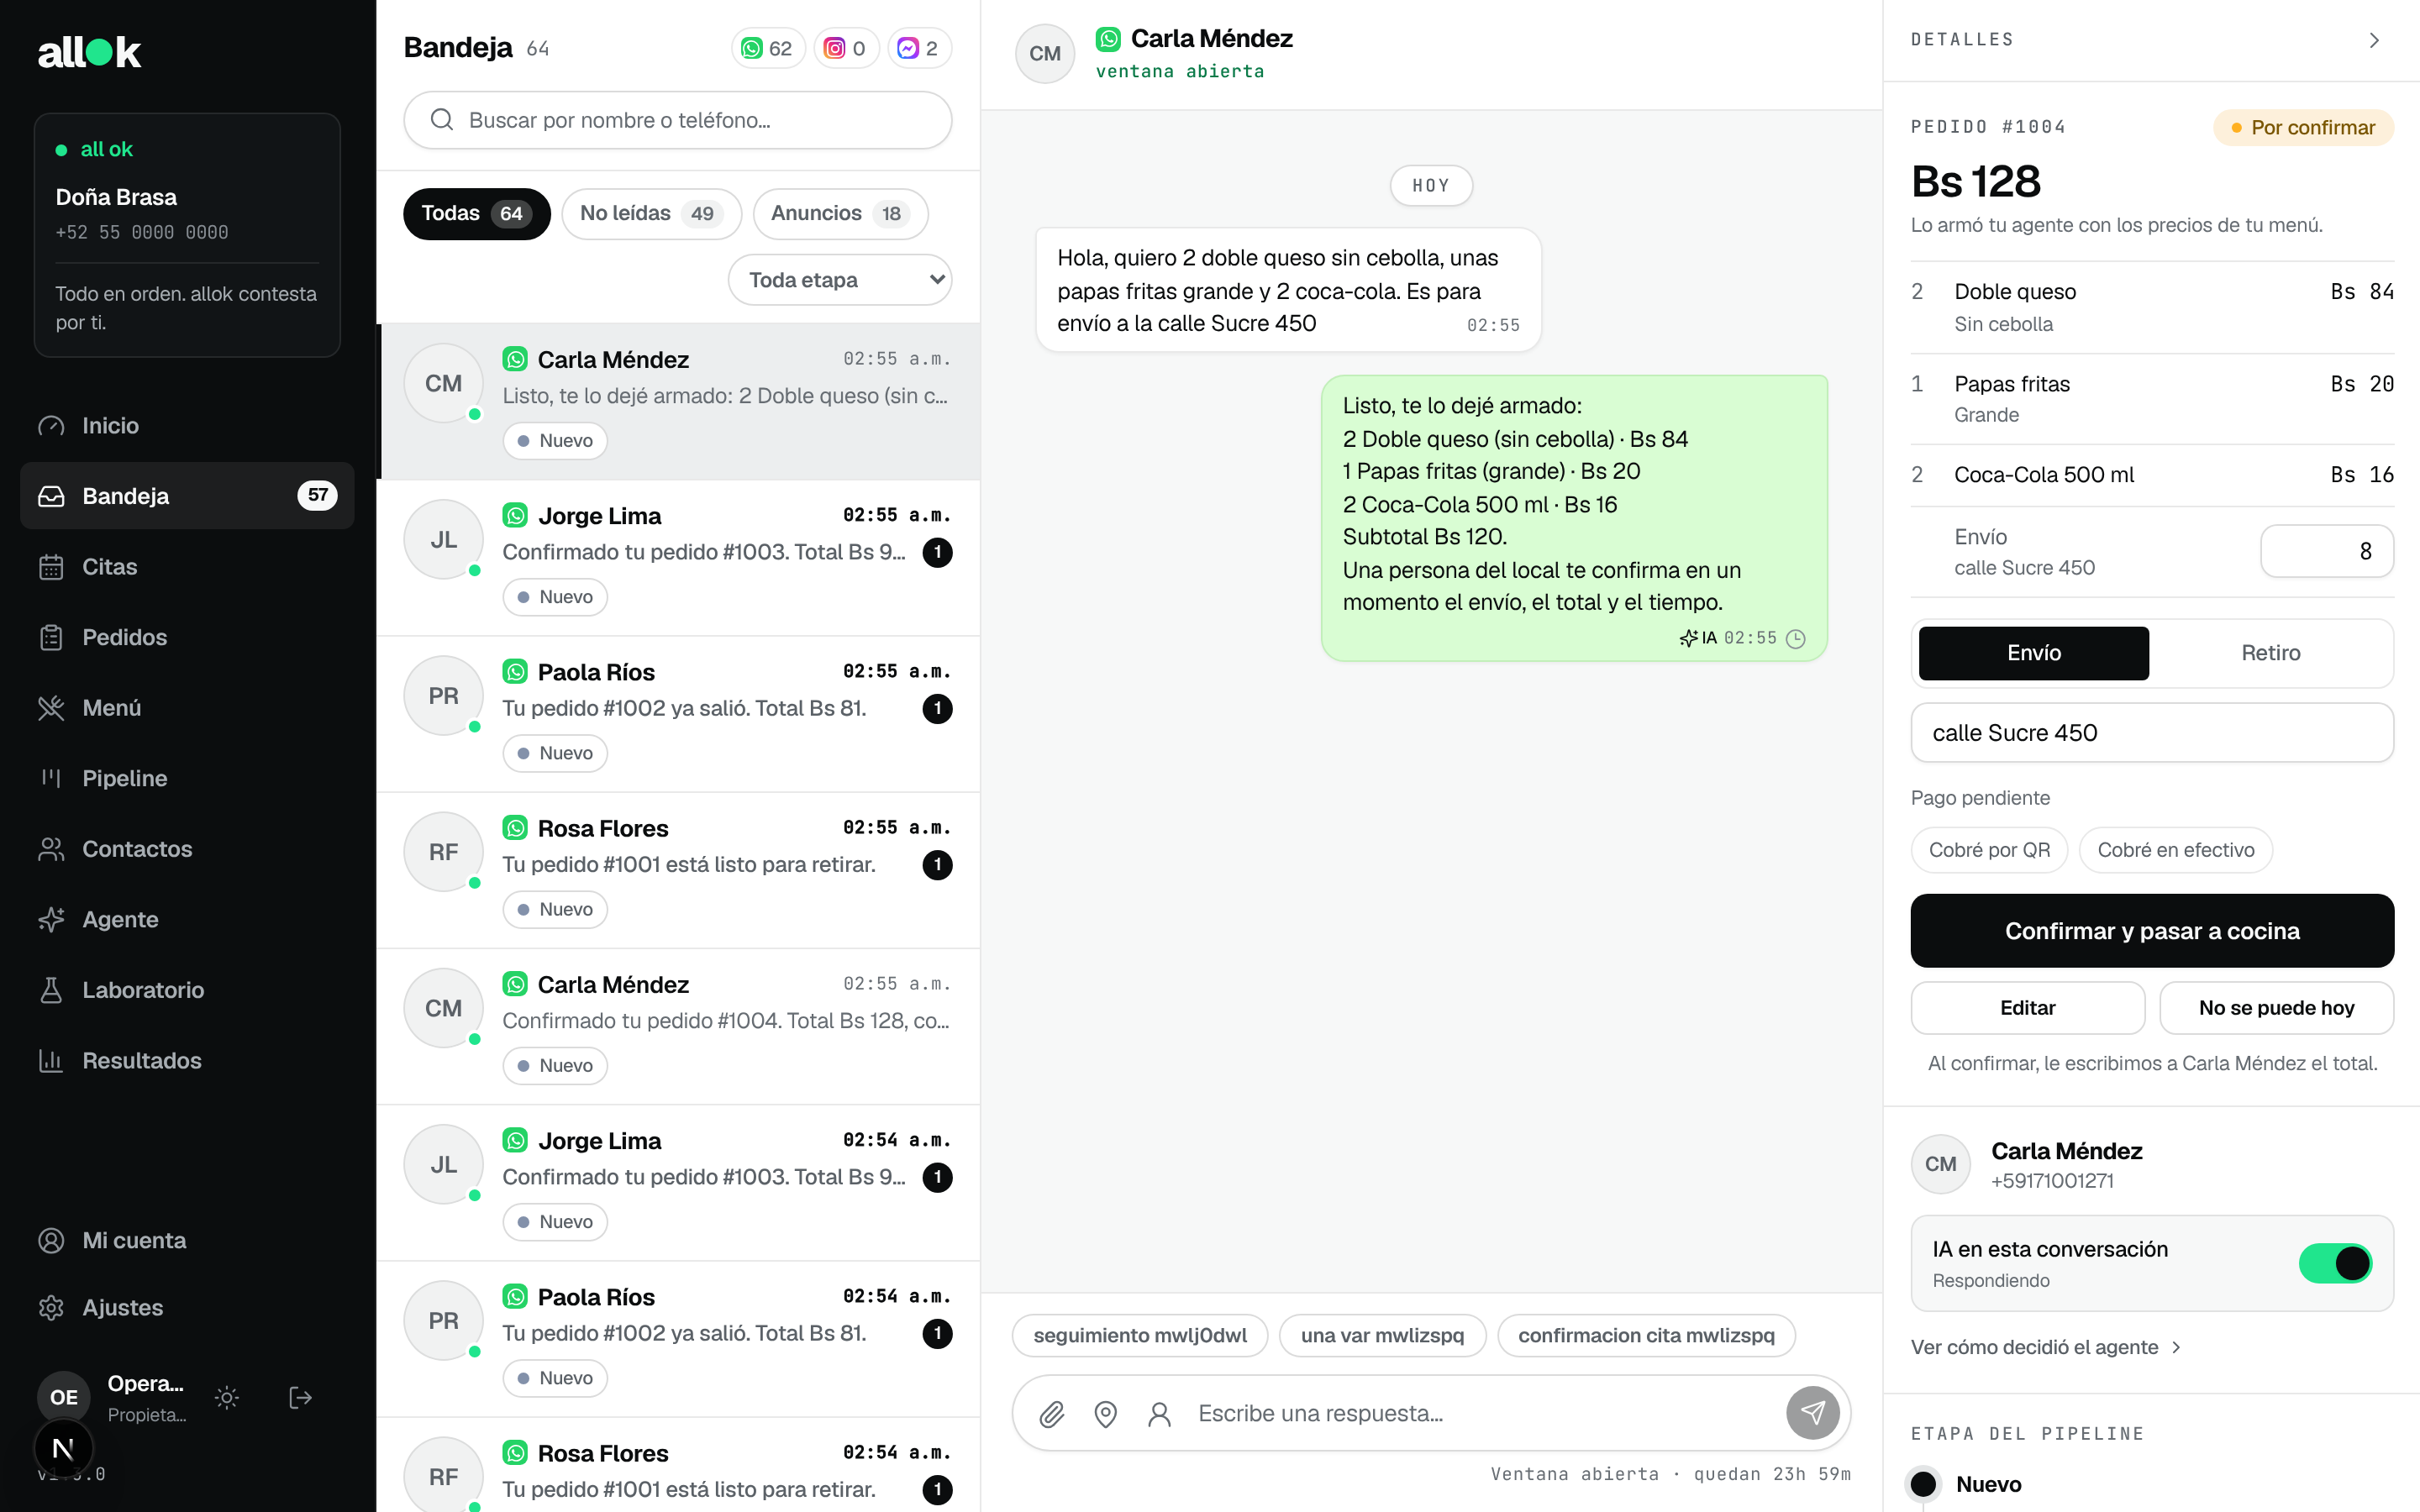 allok
all ok
Doña Brasa
+52 55 0000 0000
Todo en orden. allok contesta
por ti.
Inicio
Bandeja 57
Citas
Pedidos
Menú
Pipeline
Contactos
Agente
Laboratorio
Resultados
Mi cuenta
Ajustes
OE
Opera...
Propieta...
N
Bandeja 64
62
0
2
Buscar por nombre o teléfono...
Todas 64
No leídas 49
Anuncios 18
Toda etapa
CM
Carla Méndez 02:55 a.m.
Listo, te lo dejé armado: 2 Doble queso (sin c...
Nuevo
JL
Jorge Lima 02:55 a.m.
Confirmado tu pedido #1003. Total Bs 9... 1
Nuevo
PR
Paola Ríos 02:55 a.m.
Tu pedido #1002 ya salió. Total Bs 81. 1
Nuevo
RF
Rosa Flores 02:55 a.m.
Tu pedido #1001 está listo para retirar. 1
Nuevo
CM
Carla Méndez 02:55 a.m.
Confirmado tu pedido #1004. Total Bs 128, co...
Nuevo
JL
Jorge Lima 02:54 a.m.
Confirmado tu pedido #1003. Total Bs 9... 1
Nuevo
PR
Paola Ríos 02:54 a.m.
Tu pedido #1002 ya salió. Total Bs 81. 1
Nuevo
RF
Rosa Flores 02:54 a.m.
Tu pedido #1001 está listo para retirar. 1
CM
Carla Méndez
ventana abierta
HOY
Hola, quiero 2 doble queso sin cebolla, unas
papas fritas grande y 2 coca-cola. Es para
envío a la calle Sucre 450 02:55
Listo, te lo dejé armado:
2 Doble queso (sin cebolla) · Bs 84
1 Papas fritas (grande) · Bs 20
2 Coca-Cola 500 ml · Bs 16
Subtotal Bs 120.
Una persona del local te confirma en un
momento el envío, el total y el tiempo.
IA 02:55
seguimiento mwlj0dwl
una var mwlizspq
confirmacion cita mwlizspq
Escribe una respuesta...
Ventana abierta · quedan 23h 59m
DETALLES
PEDIDO #1004
Por confirmar
Bs 128
Lo armó tu agente con los precios de tu menú.
2 Doble queso Bs 84
Sin cebolla
1 Papas fritas Bs 20
Grande
2 Coca-Cola 500 ml Bs 16
Envío
calle Sucre 450
8
Envío
Retiro
calle Sucre 450
Pago pendiente
Cobré por QR
Cobré en efectivo
Confirmar y pasar a cocina
Editar
No se puede hoy
Al confirmar, le escribimos a Carla Méndez el total.
CM
Carla Méndez
+59171001271
IA en esta conversación
Respondiendo
Ver cómo decidió el agente
ETAPA DEL PIPELINE
Nuevo